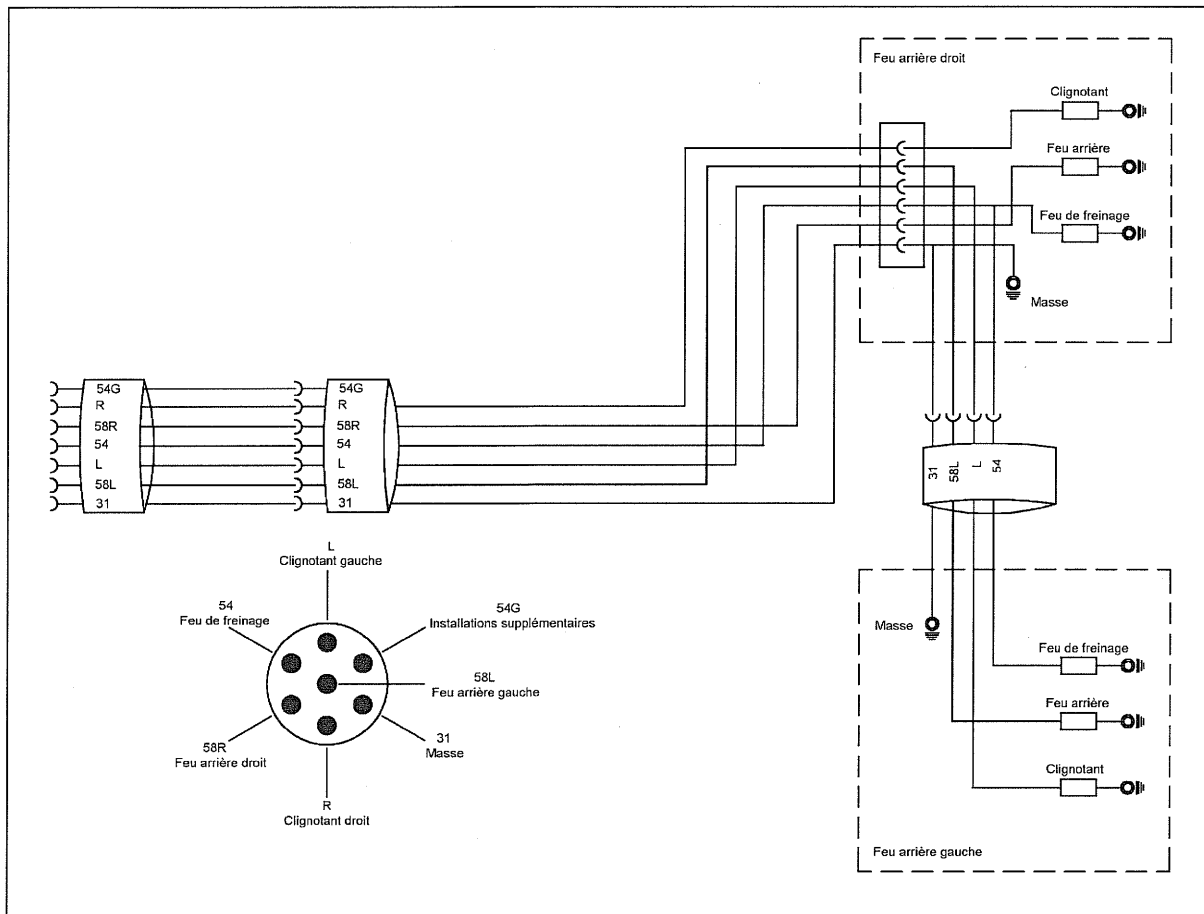 Feu arrière droit
Clignotant
Feu arrière
Feu de freinage
Masse
54G
R
58R
54
L
58L
31
54G
R
58R
54
L
58L
31
31
58L
L
54
L
Clignotant gauche
54
Feu de freinage
54G
Installations supplémentaires
58L
Feu arrière gauche
31
Masse
58R
Feu arrière droit
R
Clignotant droit
Masse
Feu de freinage
Feu arrière
Clignotant
Feu arrière gauche